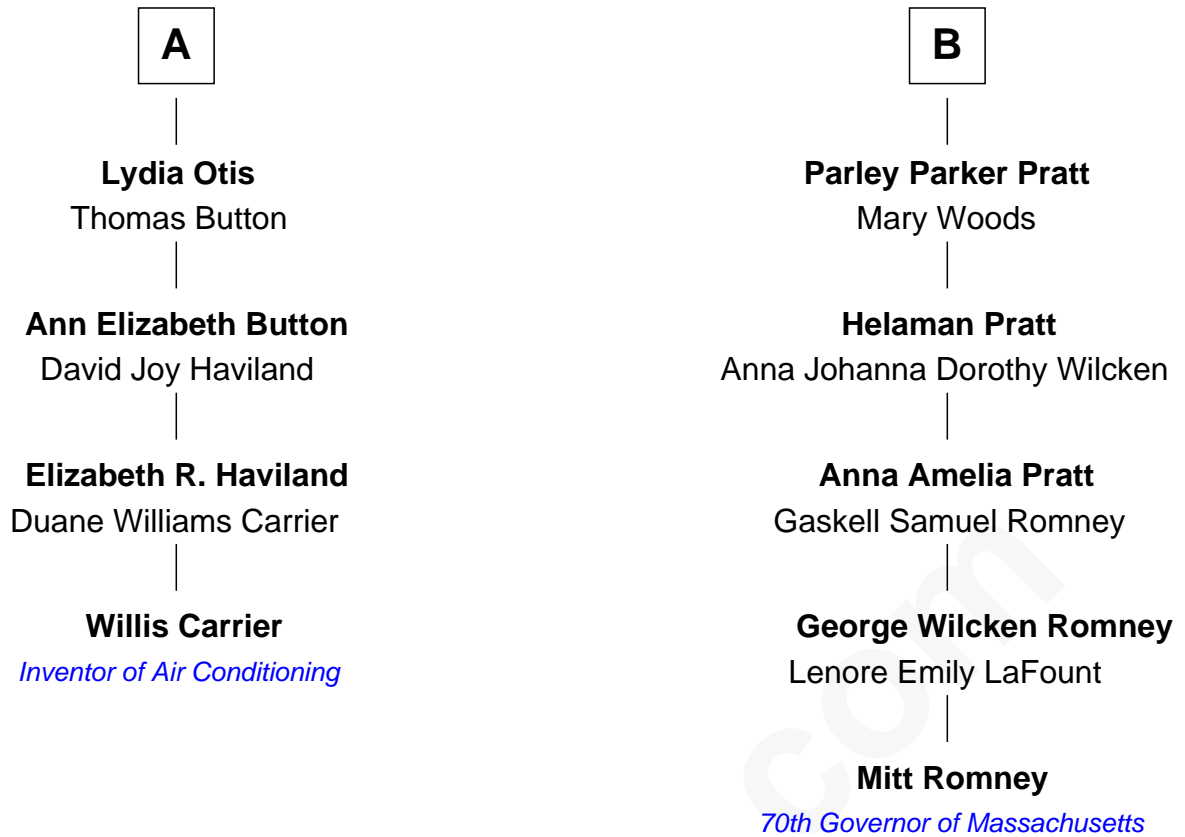 A
Lydia Otis
Thomas Button
Ann Elizabeth Button
David Joy Haviland
Elizabeth R. Haviland
Duane Williams Carrier
Willis Carrier
Inventor of Air Conditioning
B
Parley Parker Pratt
Mary Woods
Helaman Pratt
Anna Johanna Dorothy Wilcken
Anna Amelia Pratt
Gaskell Samuel Romney
George Wilcken Romney
Lenore Emily LaFount
Mitt Romney
70th Governor of Massachusetts
com